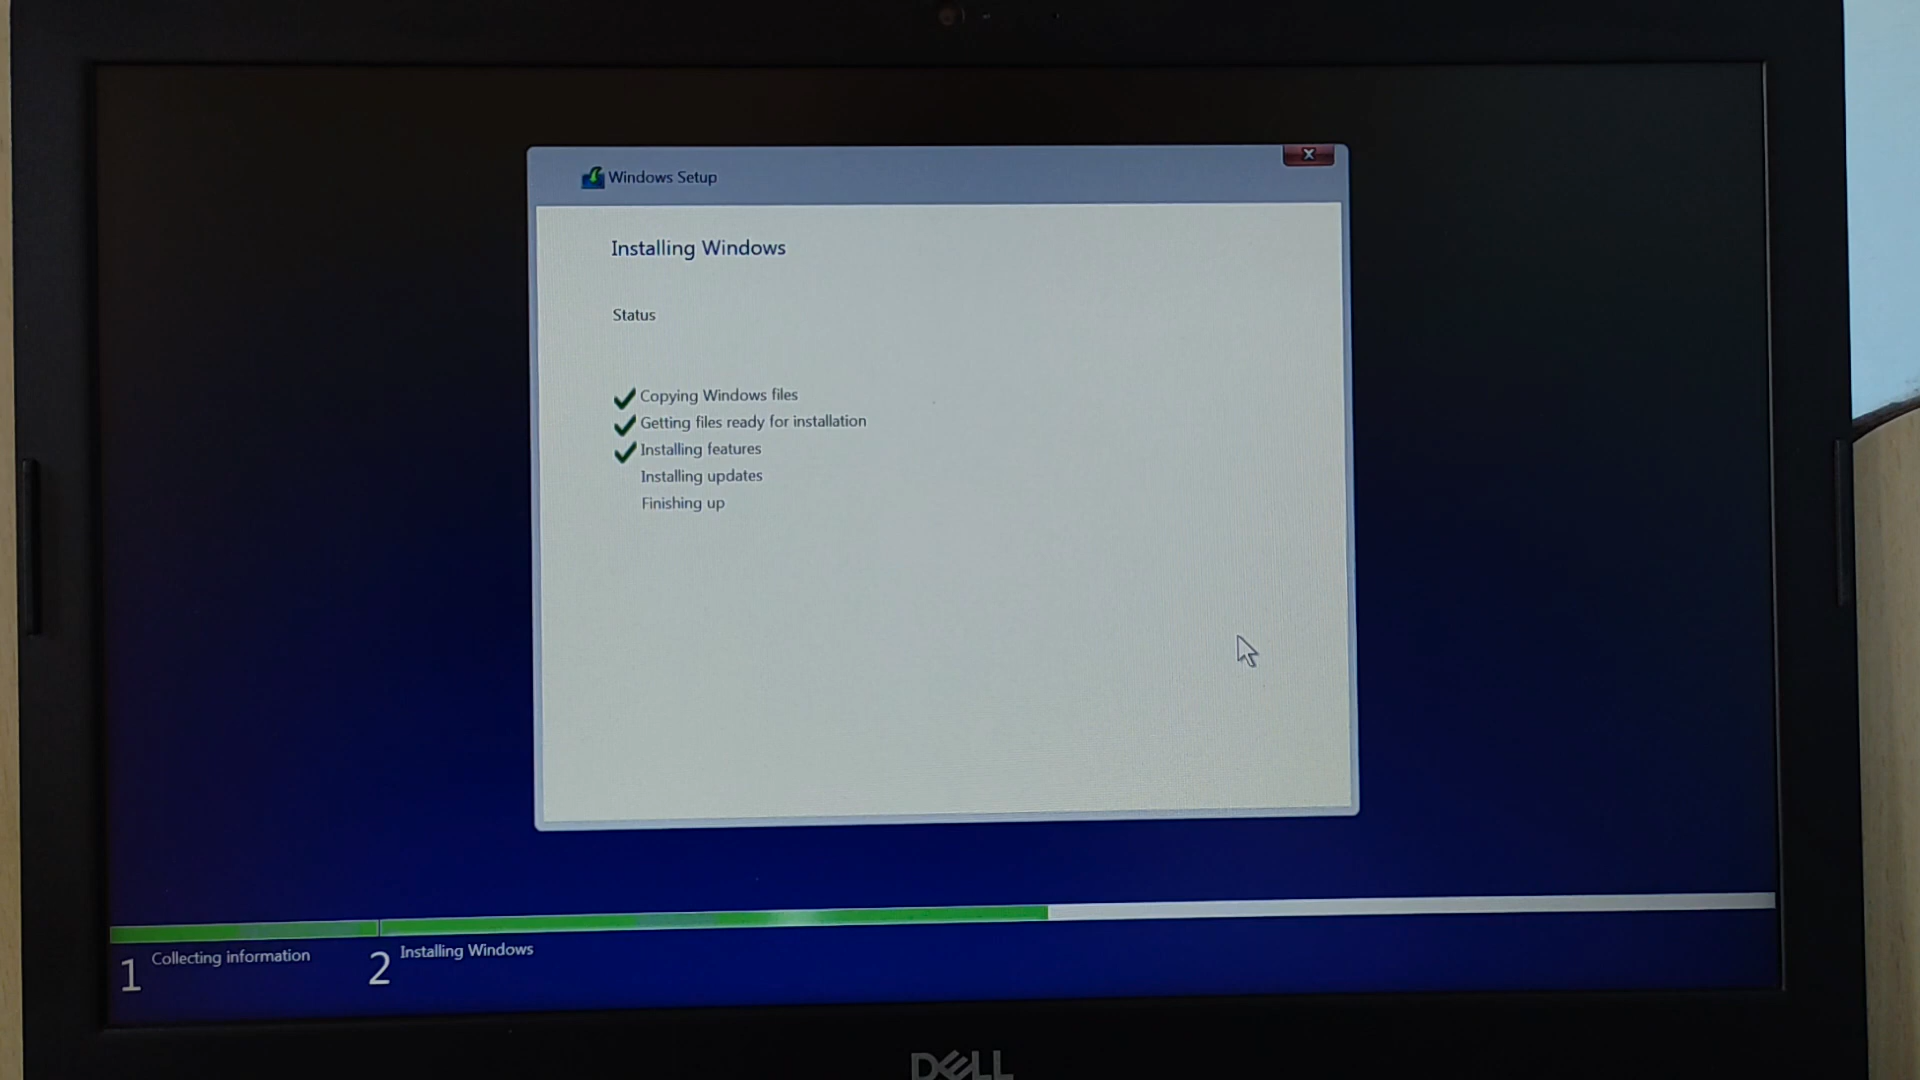 Windows Setup
Installing Windows
Status
Copying Windows files
Getting files ready for installation
Installing features
Installing updates
Finishing up
1 Collecting information
2 Installing Windows
DELL